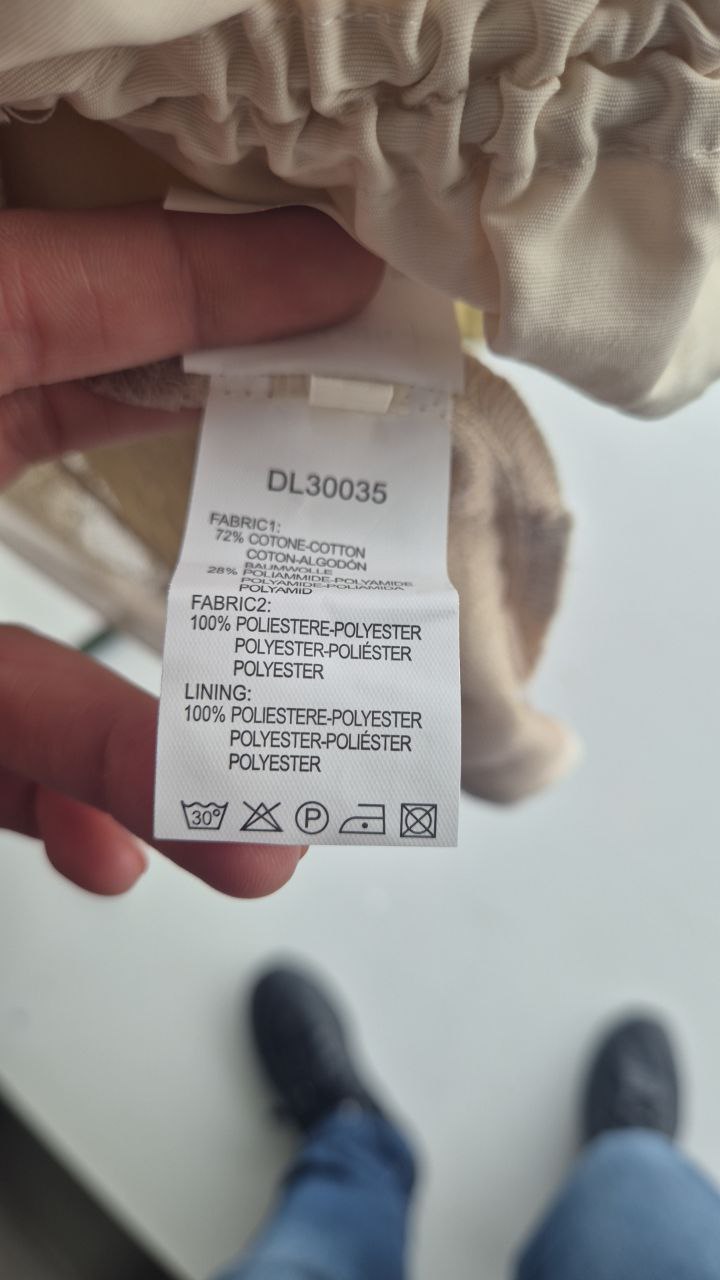 DL30035
FABRIC1:
72% COTONE-COTTON
COTON-ALGODÓN
BAUMWOLLE
28% POLIAMMIDE-POLYAMIDE
POLYAMIDE-POLIAMIDA
POLYAMID
FABRIC2:
100% POLIESTERE-POLYESTER
POLYESTER-POLIÉSTER
POLYESTER
LINING:
100% POLIESTERE-POLYESTER
POLYESTER-POLIÉSTER
POLYESTER
30° P